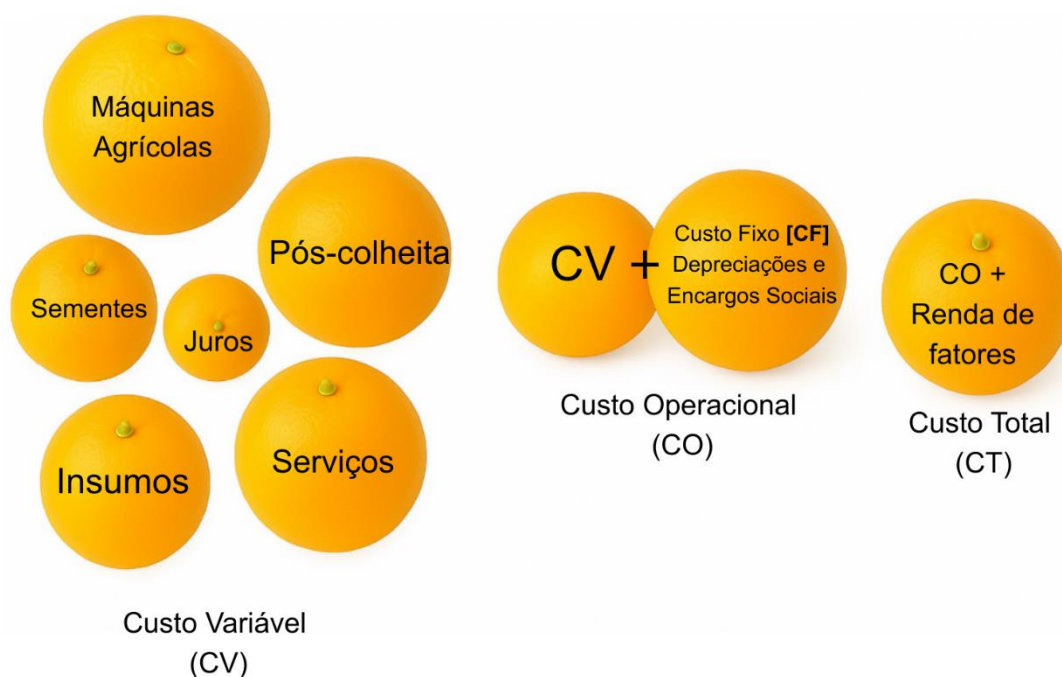 Máquinas
Agrícolas
Pós-colheita
Sementes
Juros
Insumos
Serviços
Custo Variável
(CV)
CV +
Custo Fixo [CF]
Depreciações e
Encargos Sociais
Custo Operacional
(CO)
CO +
Renda de
fatores
Custo Total
(CT)